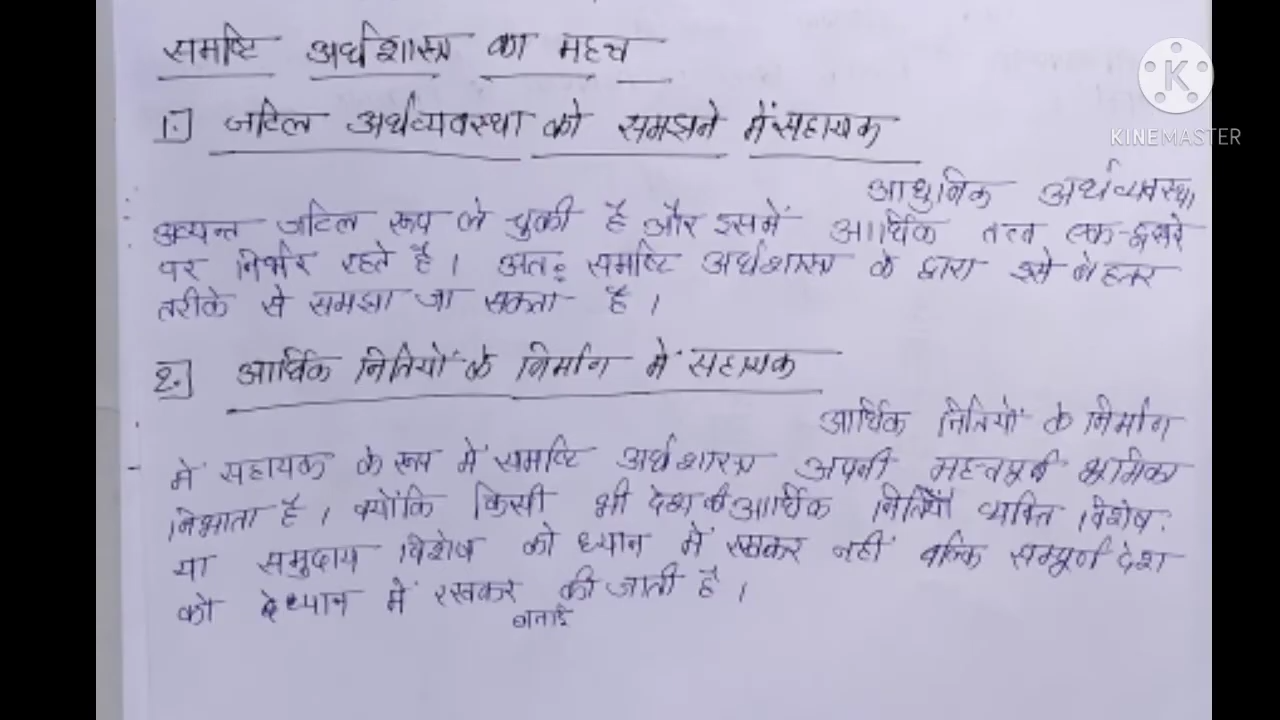 समष्टि अर्थशास्त्र का महत्व
K
KINEMASTER
1.] जटिल अर्थव्यवस्था को समझने में सहायक
आधुनिक अर्थव्यवस्था
अत्यन्त जटिल रूप ले चुकी है और इसमें आर्थिक तत्व एक-दूसरे
पर निर्भर रहते है । अतः समष्टि अर्थशास्त्र के द्वारा इसे बेहतर
तरीके से समझा जा सकता है ।
2.] आर्थिक नितियों के निर्माण में सहायक
आर्थिक नितियों के निर्माण
में सहायक के रूप में समष्टि अर्थशास्त्र अपनी महत्वपूर्ण भूमिका
निभाता है । क्योंकि किसी भी देश की आर्थिक नितियाँ व्यक्ति विशेष
या समुदाय विशेष को ध्यान में रखकर नहीं बल्कि सम्पूर्ण देश
को ध्यान में रखकर की जाती है ।
बनाई